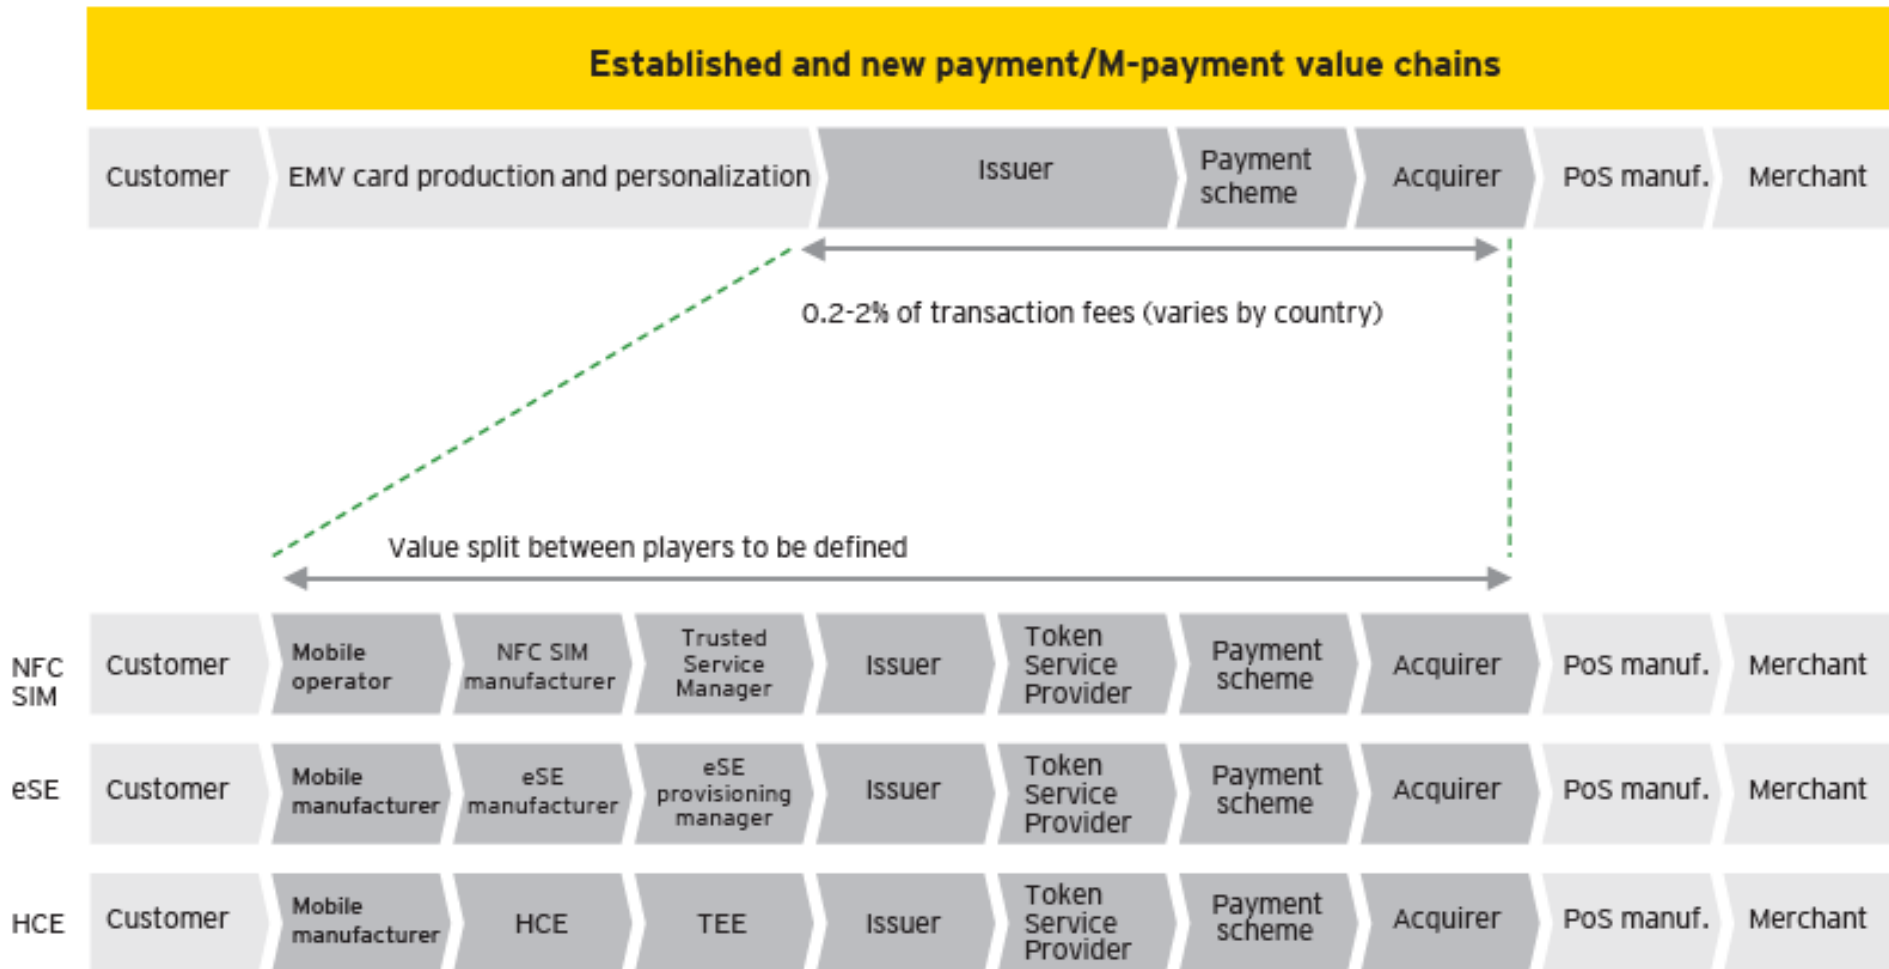 Established and new payment/M-payment value chains
Customer
EMV card production and personalization
Issuer
Payment
scheme
Acquirer
PoS manuf.
Merchant
0.2-2% of transaction fees (varies by country)
Value split between players to be defined
NFC
SIM
Customer
Mobile
operator
NFC SIM
manufacturer
Trusted
Service
Manager
Issuer
Token
Service
Provider
Payment
scheme
Acquirer
PoS manuf.
Merchant
eSE
Customer
Mobile
manufacturer
eSE
manufacturer
eSE
provisioning
manager
Issuer
Token
Service
Provider
Payment
scheme
Acquirer
PoS manuf.
Merchant
HCE
Customer
Mobile
manufacturer
HCE
TEE
Issuer
Token
Service
Provider
Payment
scheme
Acquirer
PoS manuf.
Merchant